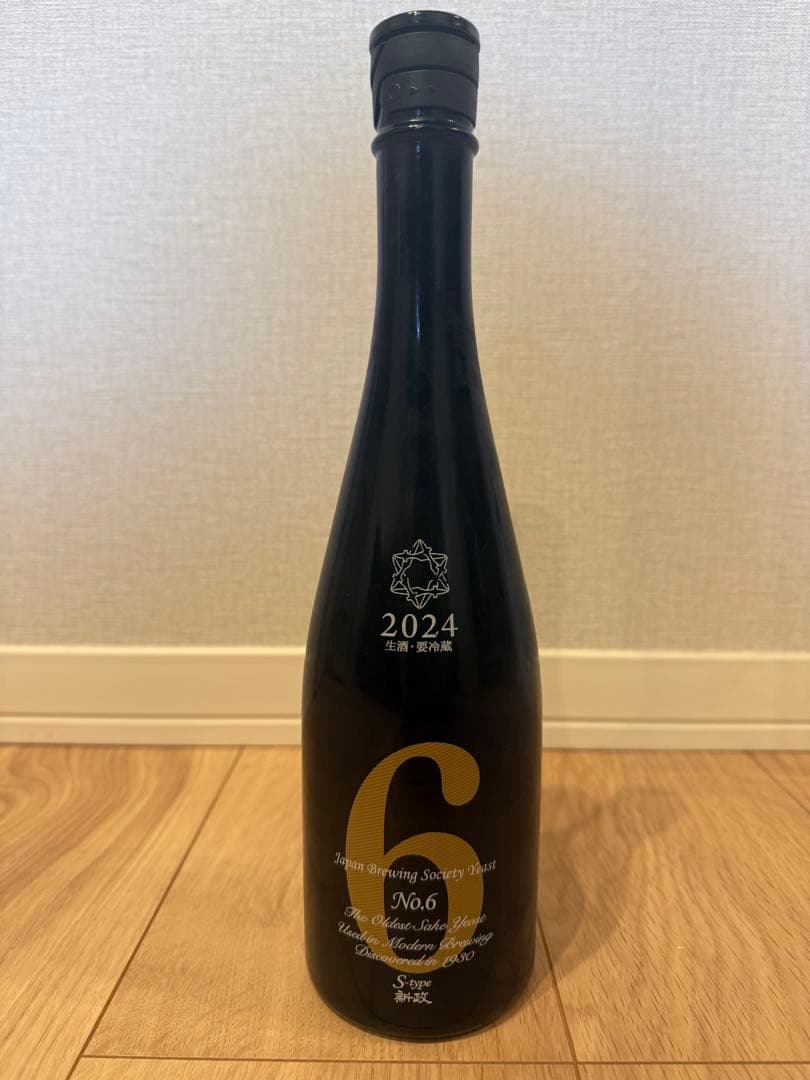 2024
生酒・要冷蔵
6
Japan Brewing Society Yeast
No.6
The Oldest Sake Yeast
Used in Modern Brewing
Discovered in 1930
S-type
新政